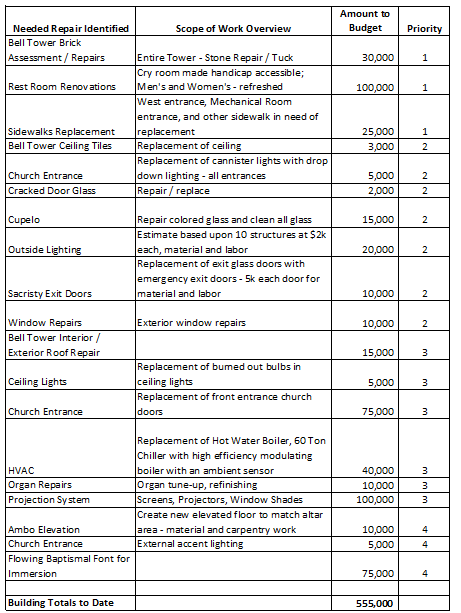 Needed Repair Identified Scope of Work Overview Amount to Budget Priority
Bell Tower Brick
Assessment / Repairs Entire Tower - Stone Repair / Tuck 30,000 1
Cry room made handicap accessible;
Rest Room Renovations Men's and Women's - refreshed 100,000 1
West entrance, Mechanical Room
entrance, and other sidewalk in need of
Sidewalks Replacement replacement 25,000 1
Bell Tower Ceiling Tiles Replacement of ceiling 3,000 2
Replacement of cannister lights with drop
Church Entrance down lighting - all entrances 5,000 2
Cracked Door Glass Repair / replace 2,000 2
Cupelo Repair colored glass and clean all glass 15,000 2
Estimate based upon 10 structures at $2k
Outside Lighting each, material and labor 20,000 2
Replacement of exit glass doors with
emergency exit doors - 5k each door for
Sacristy Exit Doors material and labor 10,000 2
Window Repairs Exterior window repairs 10,000 2
Bell Tower Interior /
Exterior Roof Repair 15,000 3
Replacement of burned out bulbs in
Ceiling Lights ceiling lights 5,000 3
Replacement of front entrance church
Church Entrance doors 75,000 3
Replacement of Hot Water Boiler, 60 Ton
Chiller with high efficiency modulating
HVAC boiler with an ambient sensor 40,000 3
Organ Repairs Organ tune-up, refinishing 10,000 3
Projection System Screens, Projectors, Window Shades 100,000 3
Create new elevated floor to match altar
Ambo Elevation area - material and carpentry work 10,000 4
Church Entrance External accent lighting 5,000 4
Flowing Baptismal Font for
Immersion 75,000 4
Building Totals to Date 555,000